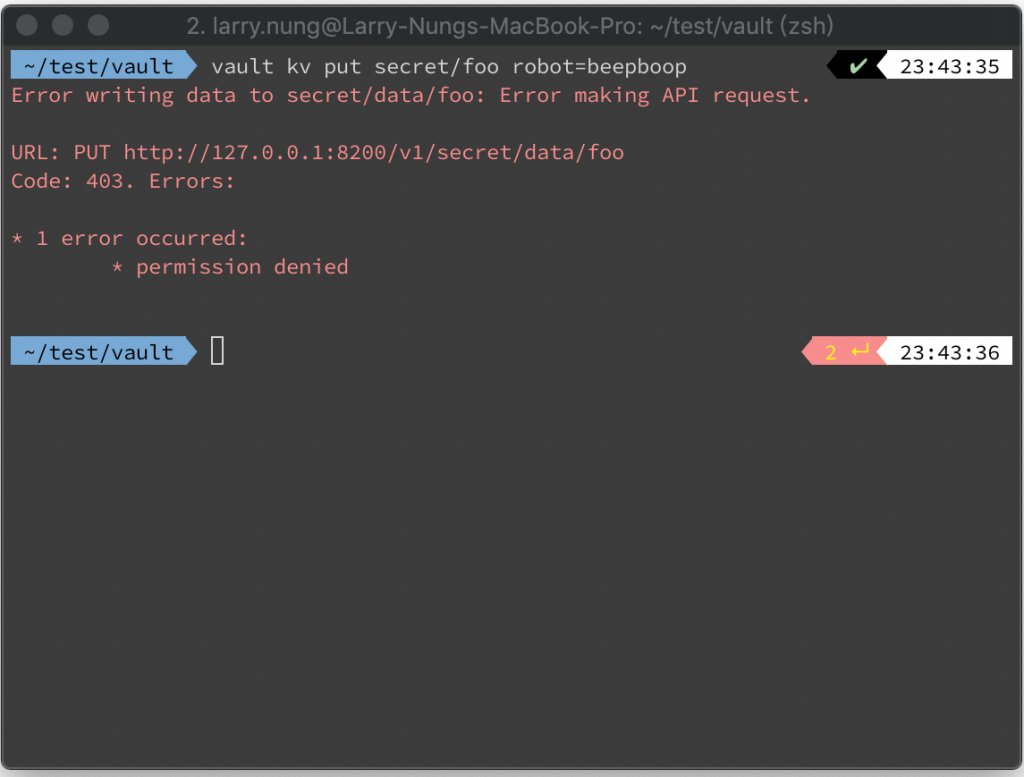 2. larry.nung@Larry-Nungs-MacBook-Pro: ~/test/vault (zsh)
~/test/vault vault kv put secret/foo robot=beepboop ✔ 23:43:35
Error writing data to secret/data/foo: Error making API request.
URL: PUT http://127.0.0.1:8200/v1/secret/data/foo
Code: 403. Errors:
* 1 error occurred:
* permission denied
~/test/vault 2 ↵ 23:43:36